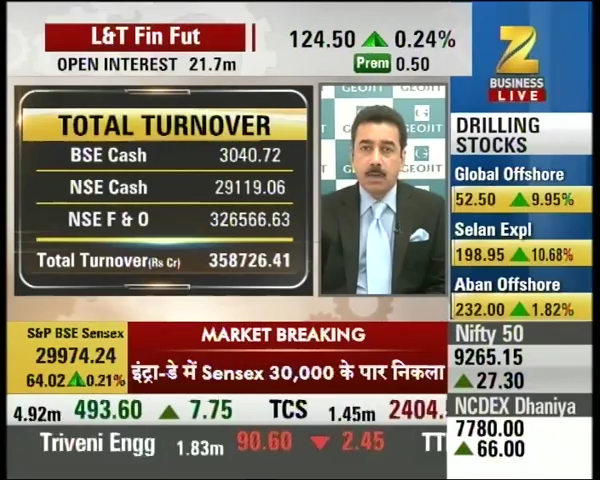 L&T Fin Fut
OPEN INTEREST 21.7m
124.50 0.24%
Prem 0.50
Z
BUSINESS
LIVE
TOTAL TURNOVER
BSE Cash 3040.72
NSE Cash 29119.06
NSE F & O 326566.63
Total Turnover(Rs Cr) 358726.41
GEOJIT
GEOJIT
GEOJIT
DRILLING
STOCKS
Global Offshore
52.50 9.95%
Selan Expl
198.95 10.68%
Aban Offshore
232.00 1.82%
S&P BSE Sensex
29974.24
64.02 0.21%
MARKET BREAKING
इंट्रा-डे में Sensex 30,000 के पार निकला
Nifty 50
9265.15
27.30
NCDEX Dhaniya
7780.00
66.00
4.92m 493.60 7.75 TCS 1.45m 2404.
Triveni Engg 1.83m 90.60 2.45 TT